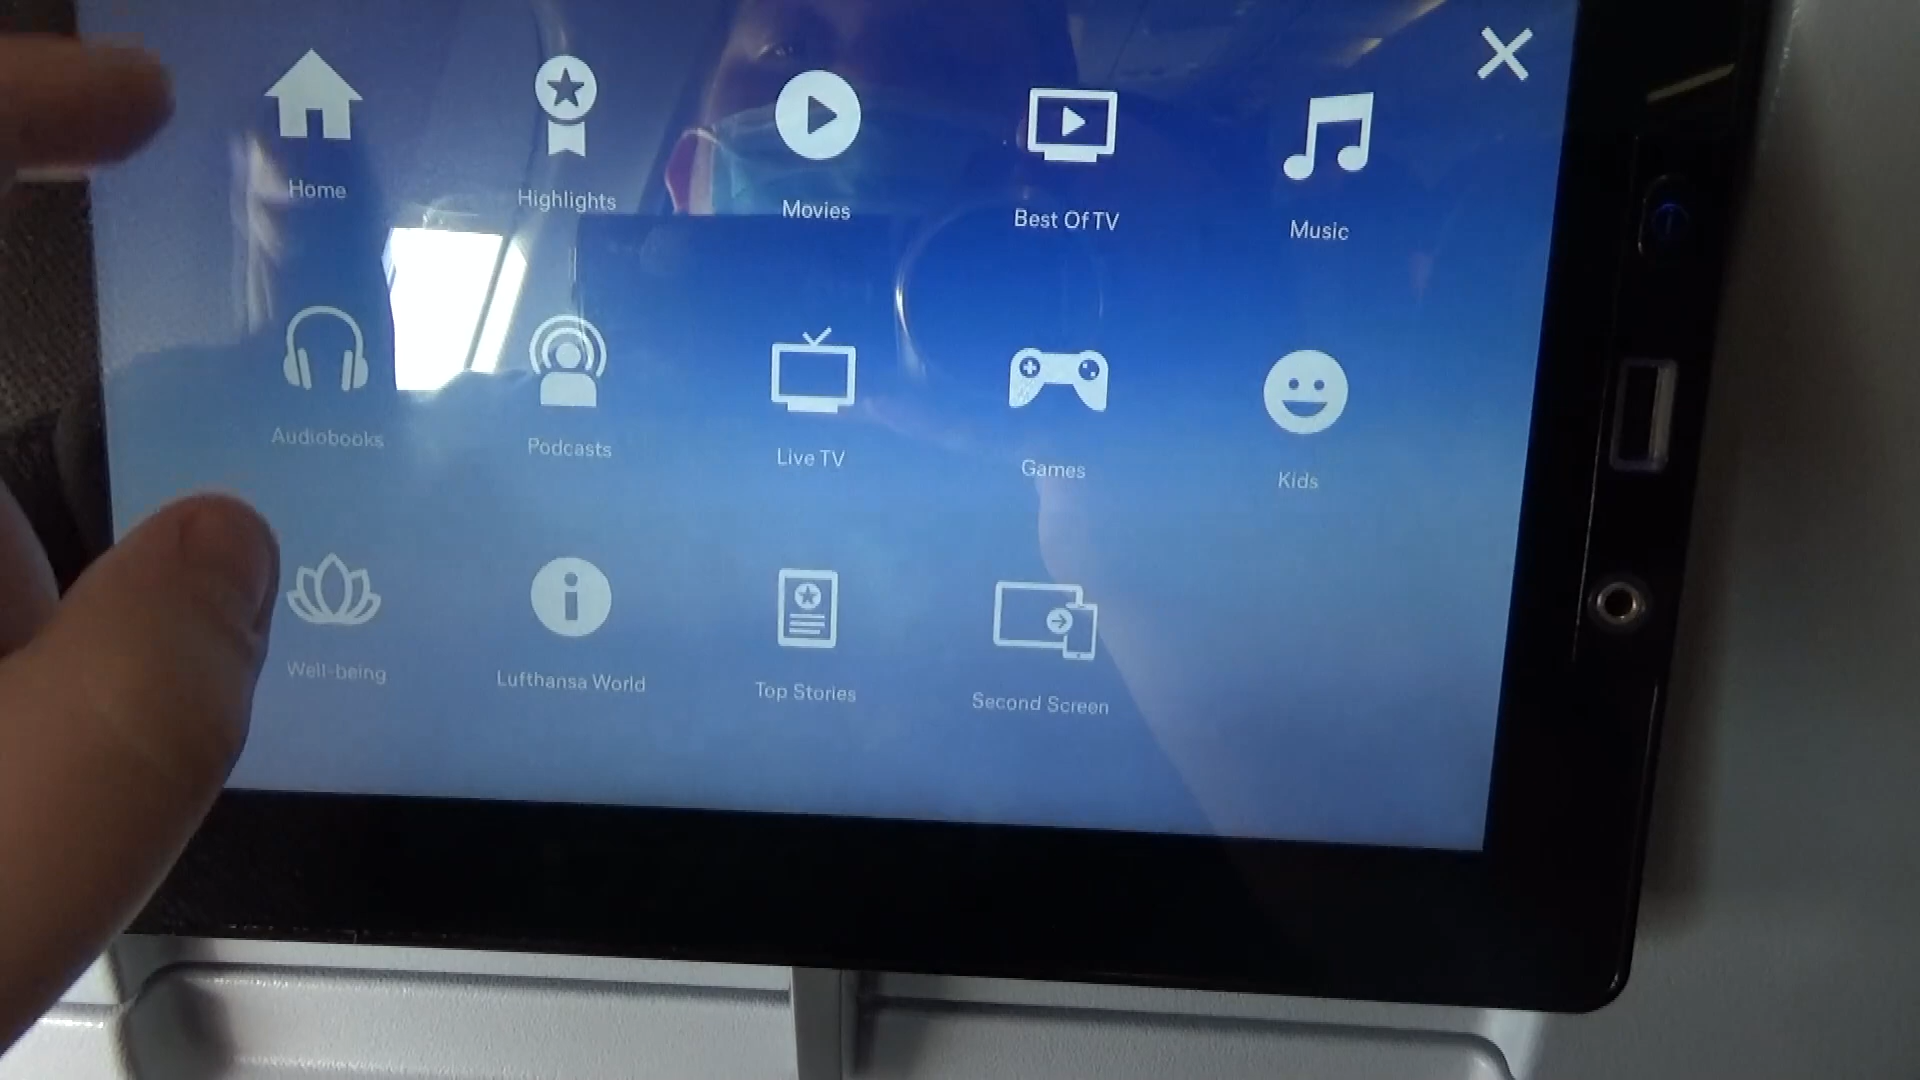 Home
Highlights
Movies
Best Of TV
Music
Audiobooks
Podcasts
Live TV
Games
Kids
Well-being
Lufthansa World
Top Stories
Second Screen